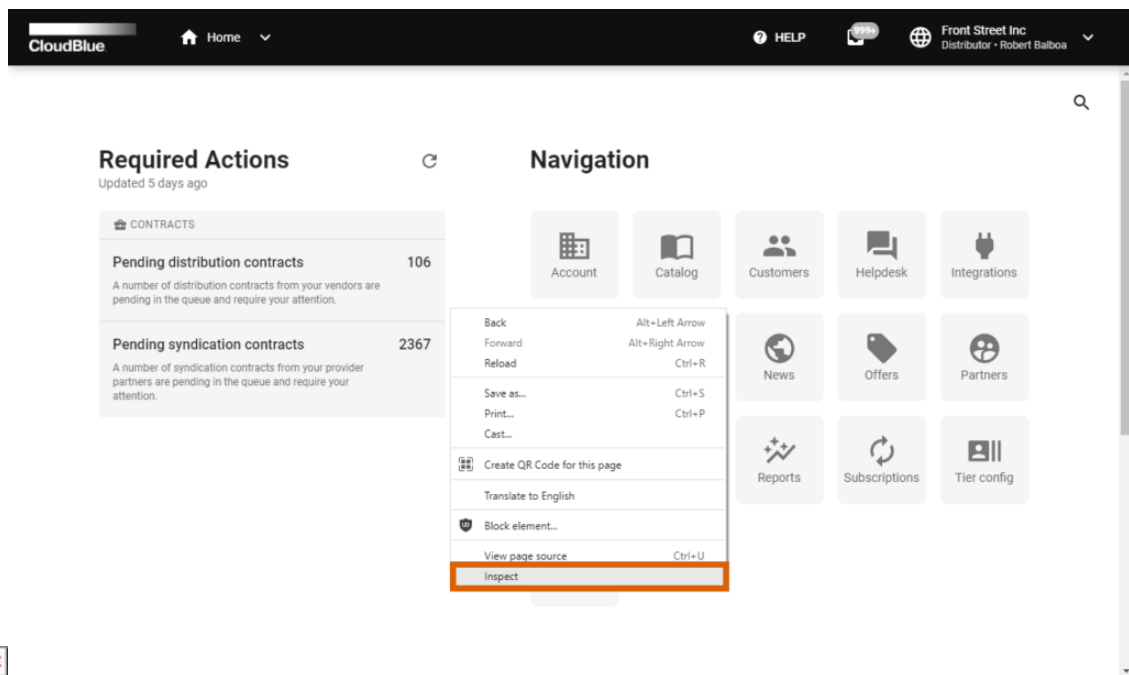 CloudBlue
Home
HELP
999+
Front Street Inc
Distributor • Robert Balboa
Required Actions
Updated 5 days ago
CONTRACTS
Pending distribution contracts 106
A number of distribution contracts from your vendors are
pending in the queue and require your attention.
Pending syndication contracts 2367
A number of syndication contracts from your provider
partners are pending in the queue and require your
attention.
Navigation
Account
Catalog
Customers
Helpdesk
Integrations
News
Offers
Partners
Reports
Subscriptions
Tier config
Back Alt+Left Arrow
Forward Alt+Right Arrow
Reload Ctrl+R
Save as... Ctrl+S
Print... Ctrl+P
Cast...
Create QR Code for this page
Translate to English
Block element...
View page source Ctrl+U
Inspect